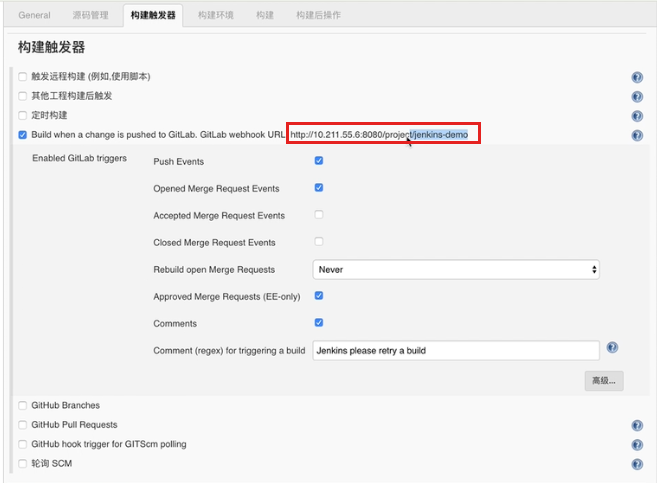 General 源码管理 构建触发器 构建环境 构建 构建后操作
构建触发器
触发远程构建 (例如,使用脚本)
其他工程构建后触发
定时构建
Build when a change is pushed to GitLab. GitLab webhook URL: http://10.211.55.6:8080/project/jenkins-demo
Enabled GitLab triggers
Push Events
Opened Merge Request Events
Accepted Merge Request Events
Closed Merge Request Events
Rebuild open Merge Requests Never
Approved Merge Requests (EE-only)
Comments
Comment (regex) for triggering a build Jenkins please retry a build
高级...
GitHub Branches
GitHub Pull Requests
GitHub hook trigger for GITScm polling
轮询 SCM